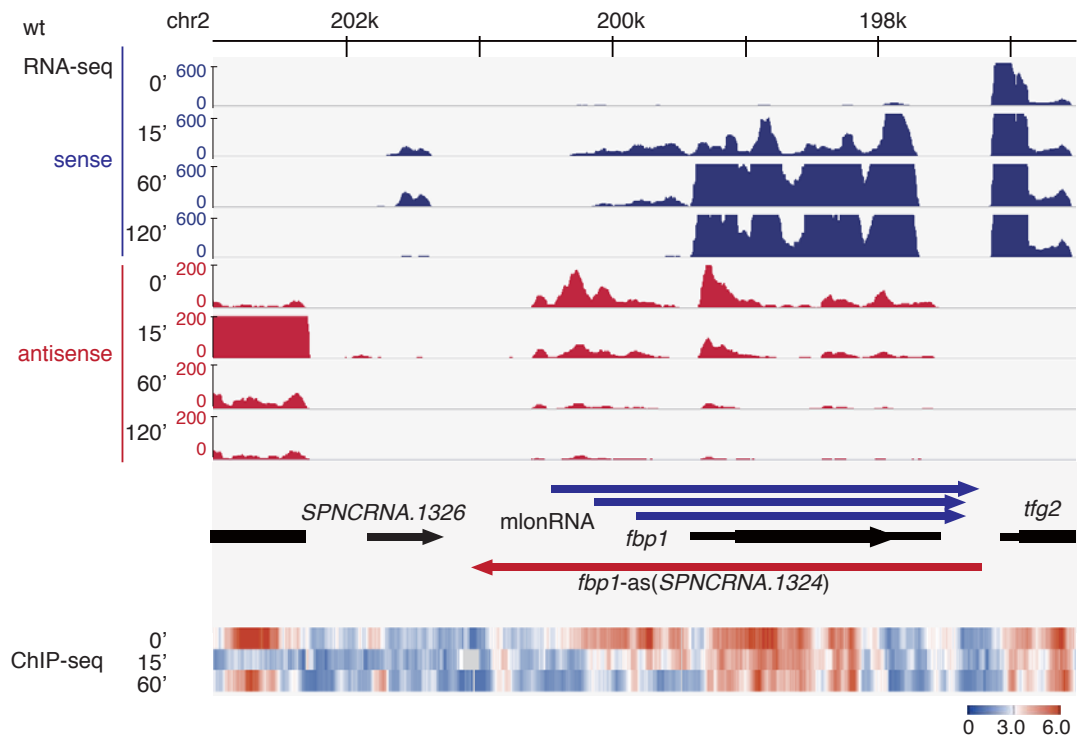 wt chr2 202k 200k 198k
RNA-seq
sense
0’ 600 0
15’ 600 0
60’ 600 0
120’ 600 0
antisense
0’ 200 0
15’ 200 0
60’ 200 0
120’ 200 0
SPNCRNA.1326 mlonRNA fbp1 tfg2
fbp1-as(SPNCRNA.1324)
ChIP-seq
0’
15’
60’
0 3.0 6.0